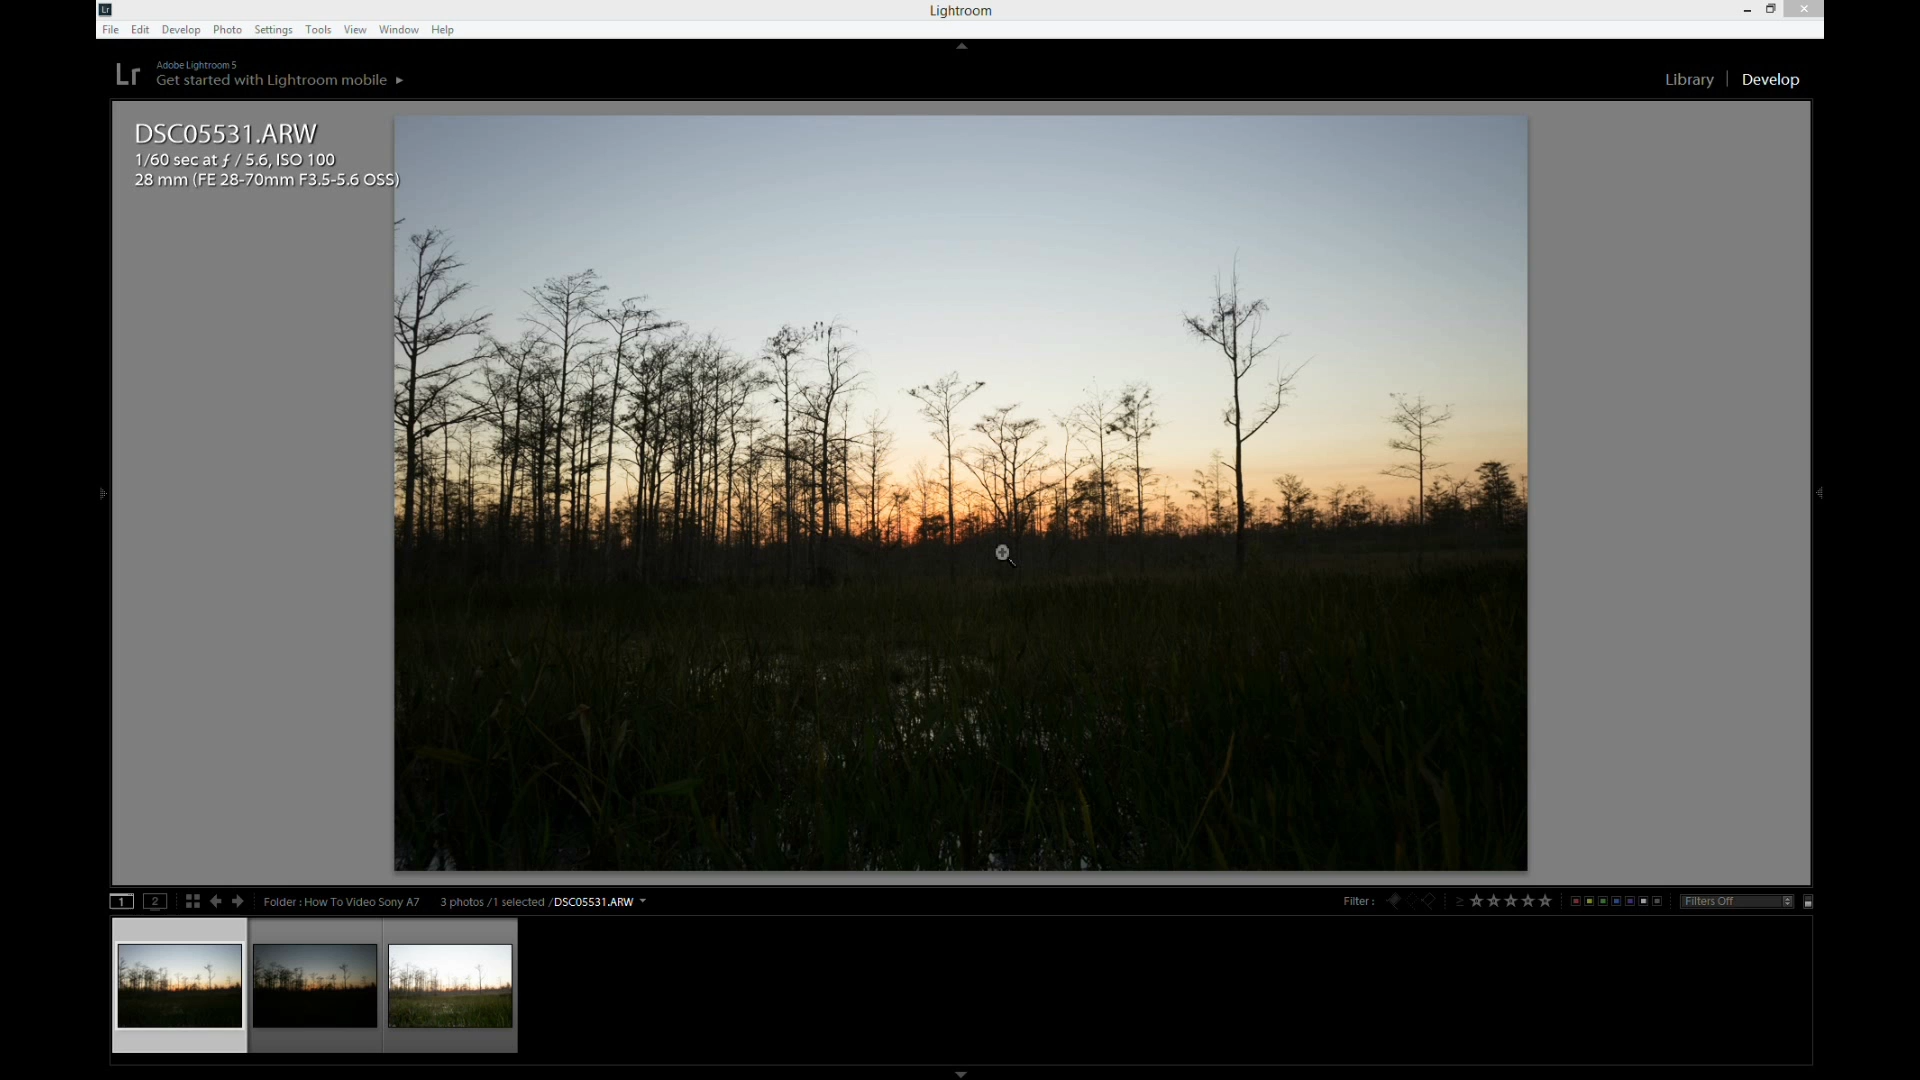 Lr
Lightroom
File Edit Develop Photo Settings Tools View Window Help
Lr
Adobe Lightroom 5
Get started with Lightroom mobile ▸
Library | Develop
DSC05531.ARW
1/60 sec at ƒ / 5.6, ISO 100
28 mm (FE 28-70mm F3.5-5.6 OSS)
1 2 Folder : How To Video Sony A7 3 photos / 1 selected / DSC05531.ARW Filter : ≥ ★★★★★ Filters Off